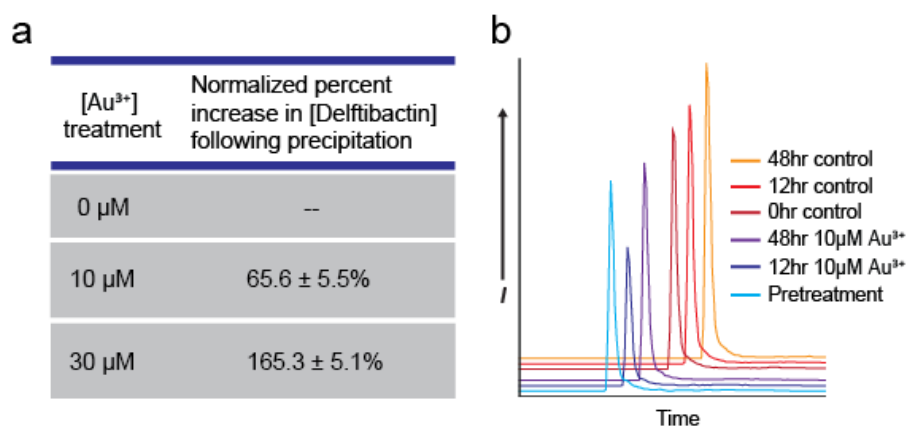 a
[Au³⁺]
treatment
Normalized percent
increase in [Delftibactin]
following precipitation
0 µM
--
10 µM
65.6 ± 5.5%
30 µM
165.3 ± 5.1%
b
I
Time
48hr control
12hr control
0hr control
48hr 10µM Au³⁺
12hr 10µM Au³⁺
Pretreatment